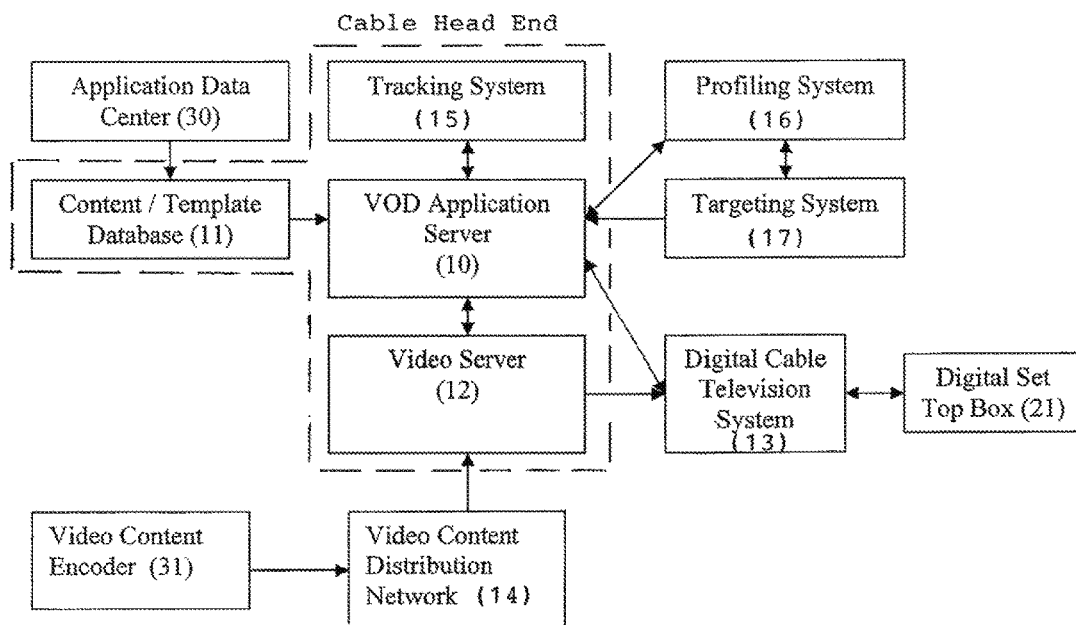 Cable Head End
Application Data
Center (30)
Tracking System
(15)
Profiling System
(16)
Content / Template
Database (11)
VOD Application
Server
(10)
Targeting System
(17)
Video Server
(12)
Digital Cable
Television
System
(13)
Digital Set
Top Box (21)
Video Content
Encoder (31)
Video Content
Distribution
Network (14)